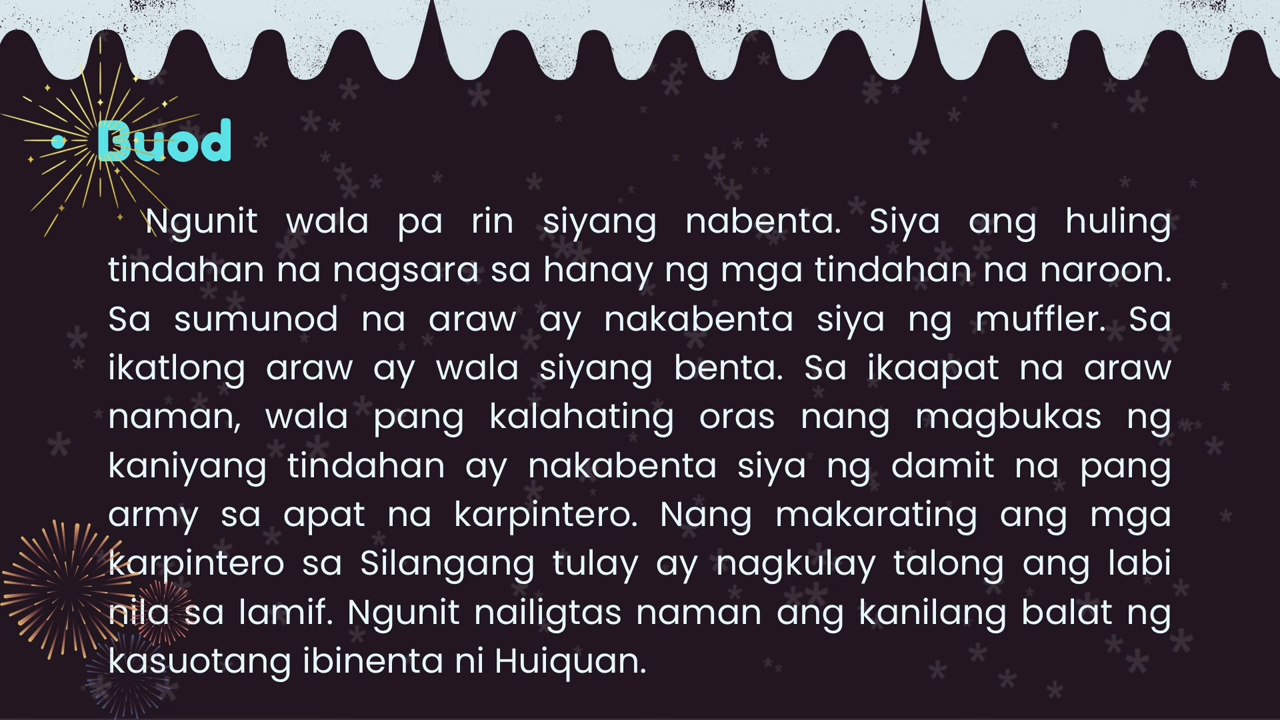 • Buod
Ngunit wala pa rin siyang nabenta. Siya ang huling
tindahan na nagsara sa hanay ng mga tindahan na naroon.
Sa sumunod na araw ay nakabenta siya ng muffler. Sa
ikatlong araw ay wala siyang benta. Sa ikaapat na araw
naman, wala pang kalahating oras nang magbukas ng
kaniyang tindahan ay nakabenta siya ng damit na pang
army sa apat na karpintero. Nang makarating ang mga
karpintero sa Silangang tulay ay nagkulay talong ang labi
nila sa lamif. Ngunit nailigtas naman ang kanilang balat ng
kasuotang ibinenta ni Huiquan.